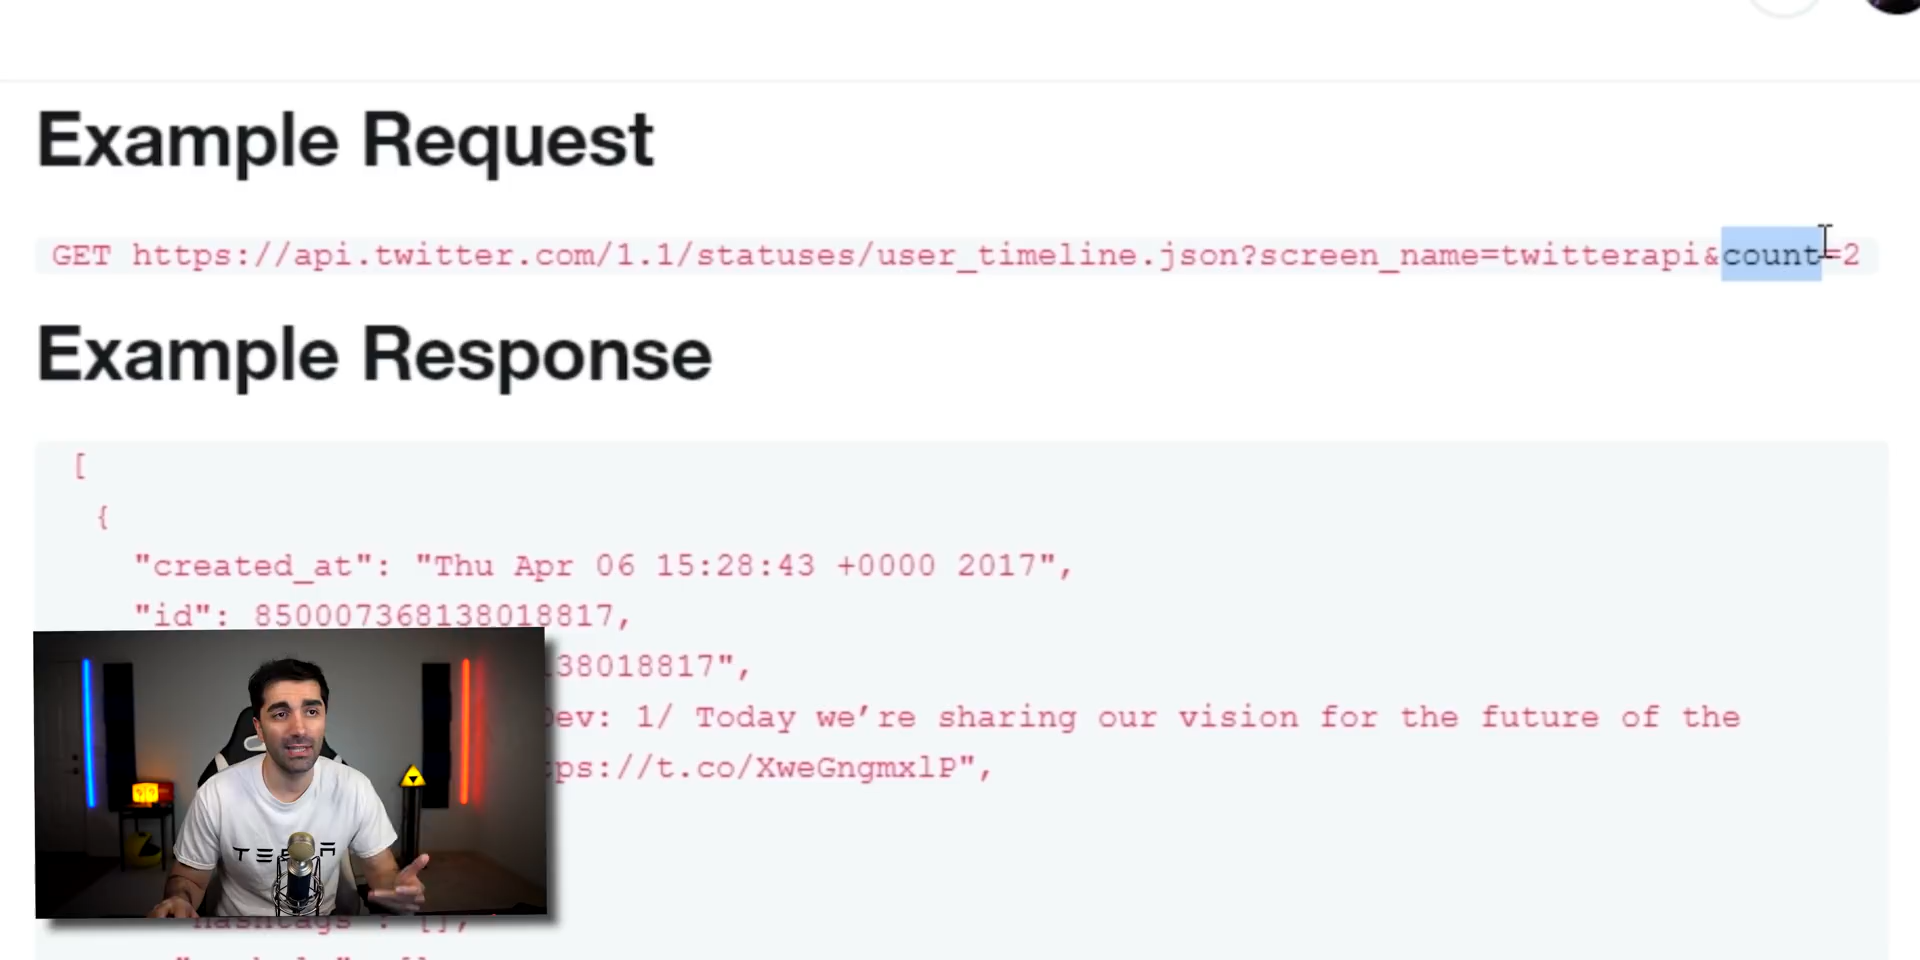 Example Request
GET https://api.twitter.com/1.1/statuses/user_timeline.json?screen_name=twitterapi&count=2
Example Response
[
{
"created_at": "Thu Apr 06 15:28:43 +0000 2017",
"id": 850007368138018817,
38018817",
Dev: 1/ Today we’re sharing our vision for the future of the
ps://t.co/XweGngmxlP",
"hashtags": [],